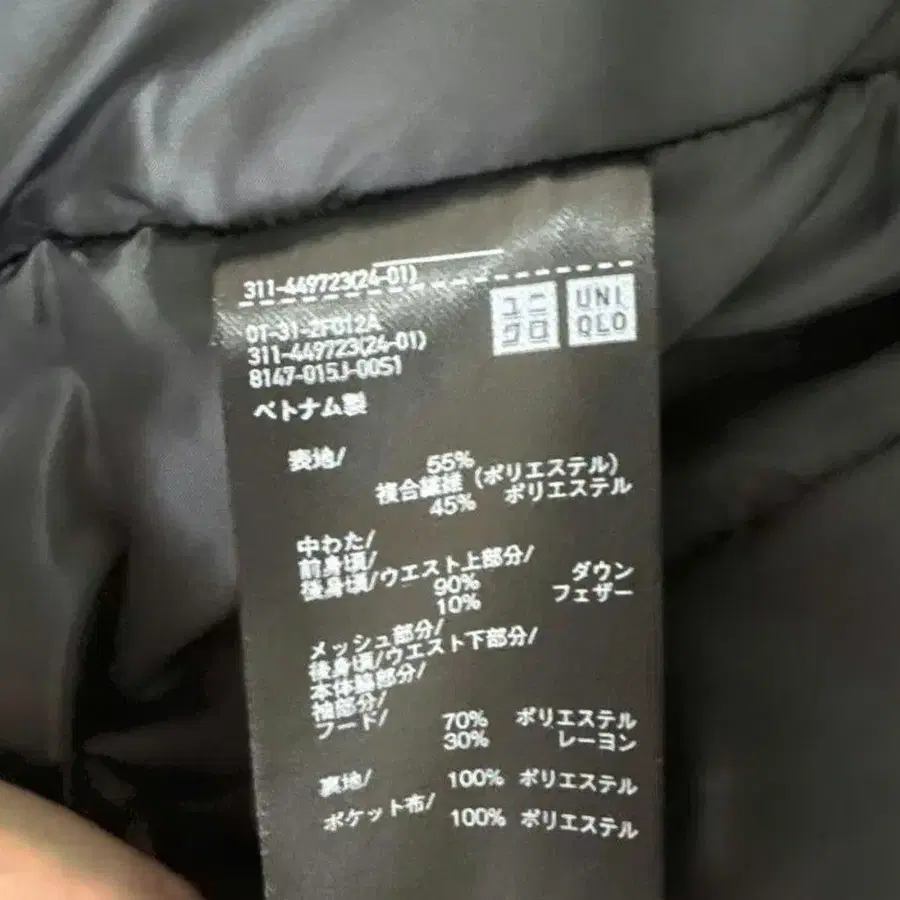 311-449723(24-01)
ユニクロ
UNIQLO
0T-31-2F012A
311-449723(24-01)
8147-015J-00S1
ベトナム製
表地/ 55%
複合繊維(ポリエステル)
45% ポリエステル
中わた/
前身頃/
後身頃/ウエスト上部分/
90% ダウン
10% フェザー
メッシュ部分/
後身頃/ウエスト下部分/
本体脇部分/
袖部分/
フード/ 70% ポリエステル
30% レーヨン
裏地/ 100% ポリエステル
ポケット布/
100% ポリエステル